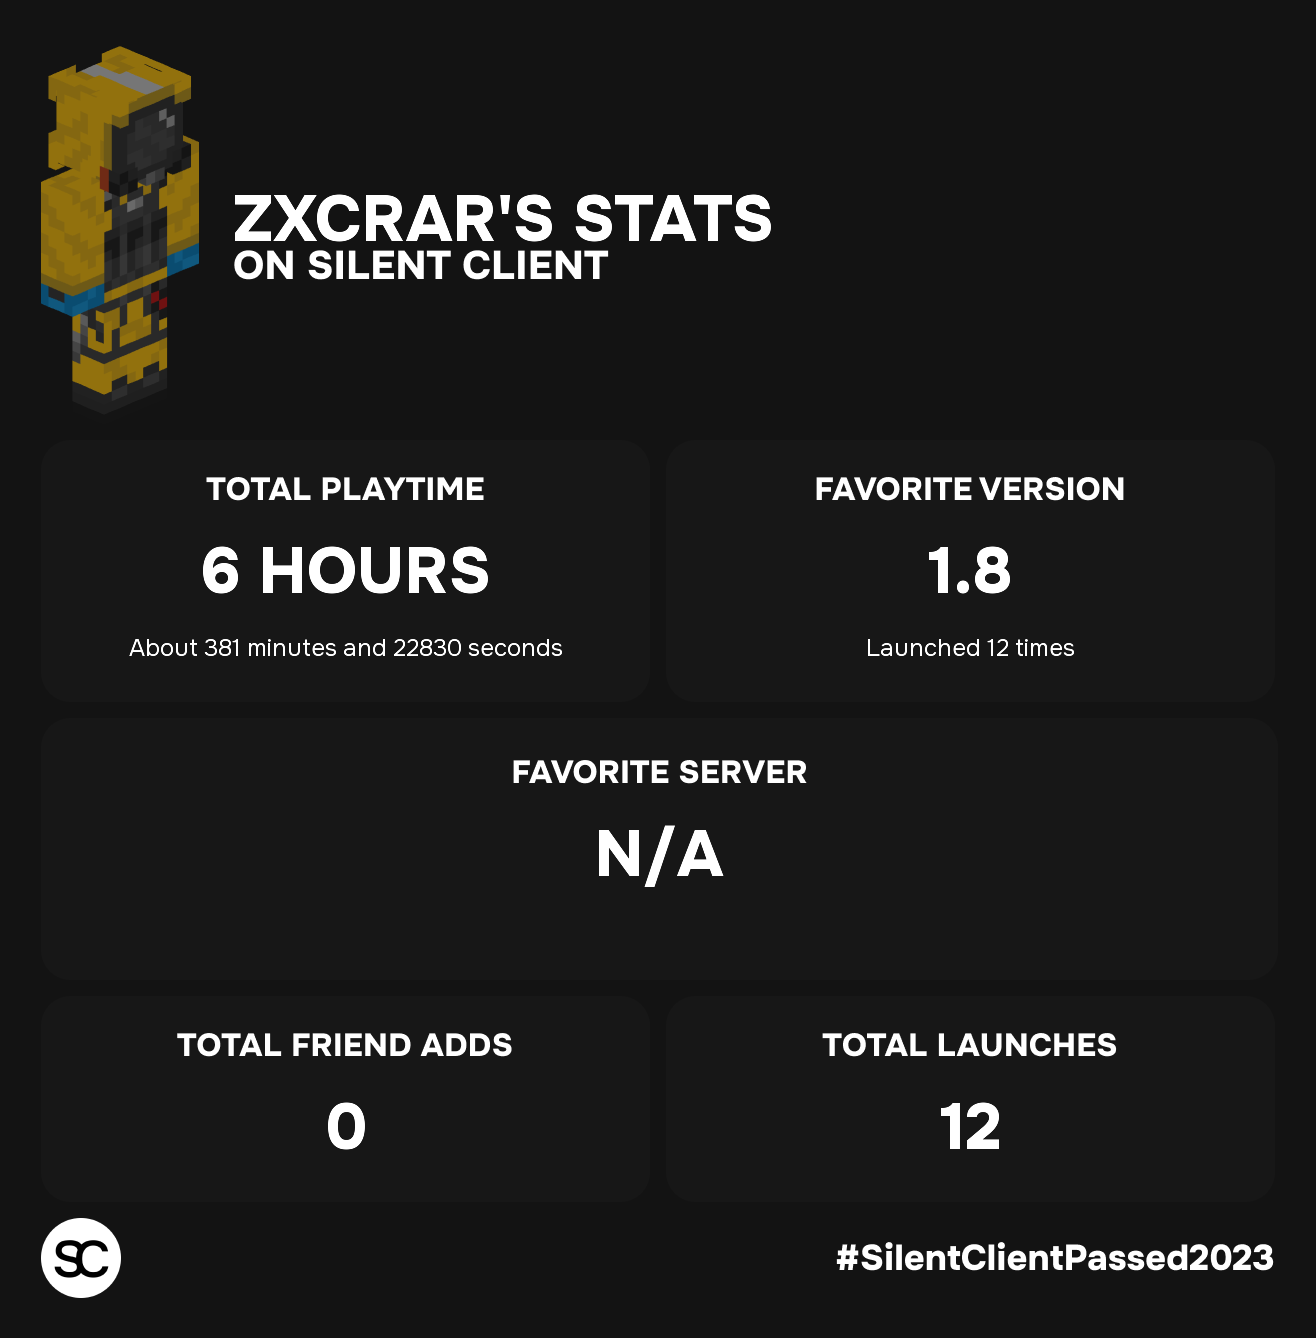 ZXCRAR'S STATS
ON SILENT CLIENT
TOTAL PLAYTIME
6 HOURS
About 381 minutes and 22830 seconds
FAVORITE VERSION
1.8
Launched 12 times
FAVORITE SERVER
N/A
TOTAL FRIEND ADDS
0
TOTAL LAUNCHES
12
SC
#SilentClientPassed2023